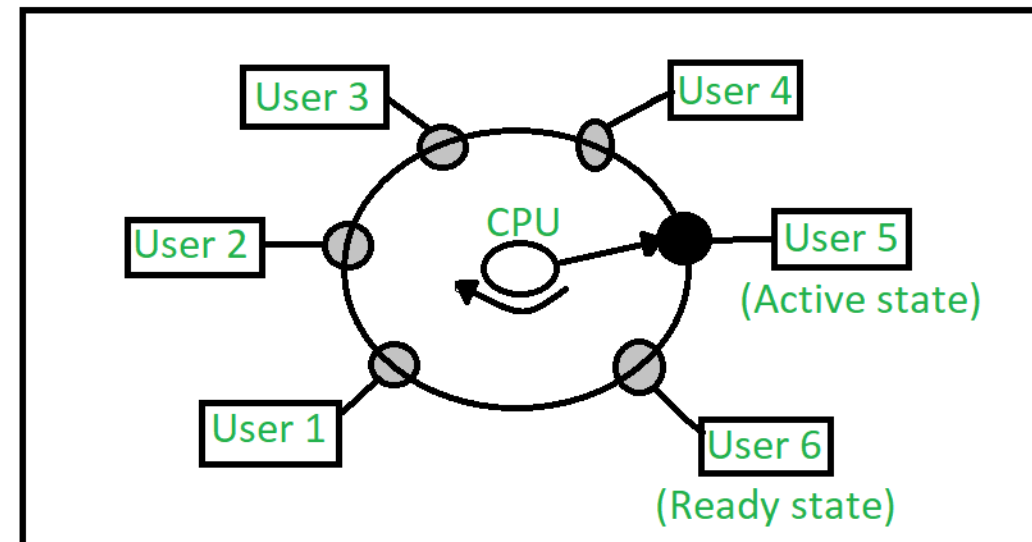 User 3
User 4
CPU
User 2
User 5
(Active state)
User 1
User 6
(Ready state)